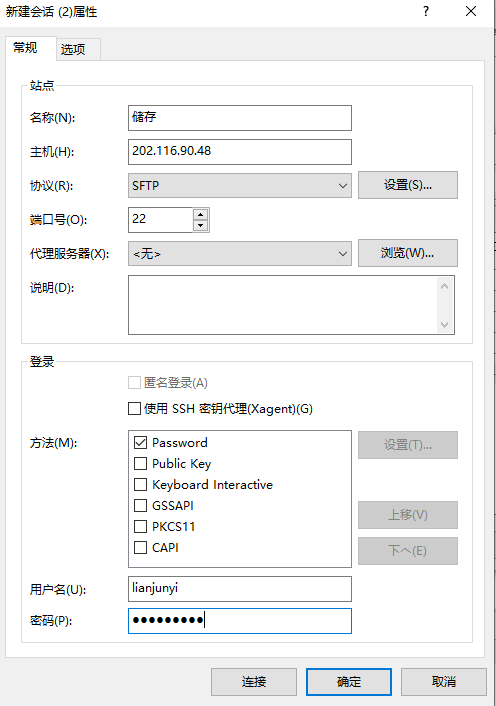 新建会话 (2)属性
常规
选项
站点
名称(N):
储存
主机(H):
202.116.90.48
协议(R):
SFTP
设置(S)...
端口号(O):
22
代理服务器(X):
<无>
浏览(W)...
说明(D):
登录
匿名登录(A)
使用 SSH 密钥代理(Xagent)(G)
方法(M):
Password
设置(T)...
Public Key
Keyboard Interactive
GSSAPI
上移(V)
PKCS11
CAPI
下へ(E)
用户名(U):
lianjunyi
密码(P):
●●●●●●●●●
连接
确定
取消